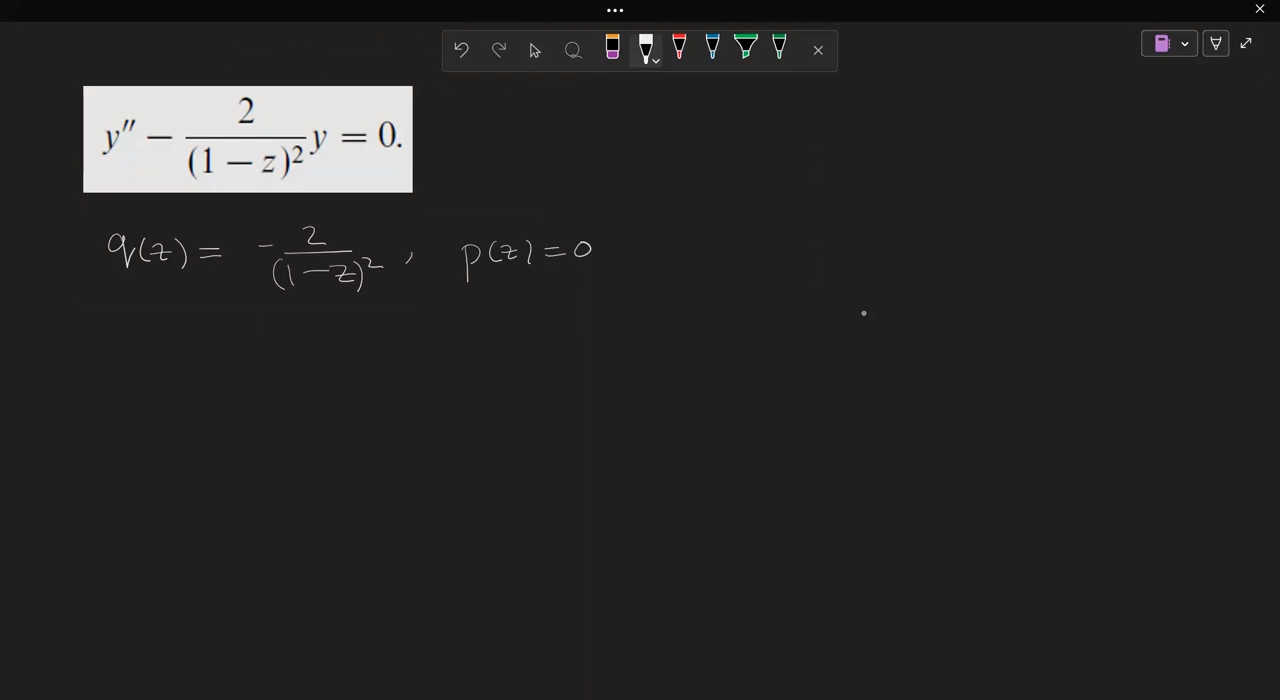 y″ − 2/(1 − z)² y = 0.
q(z) = - 2/(1-z)² , p(z) = 0